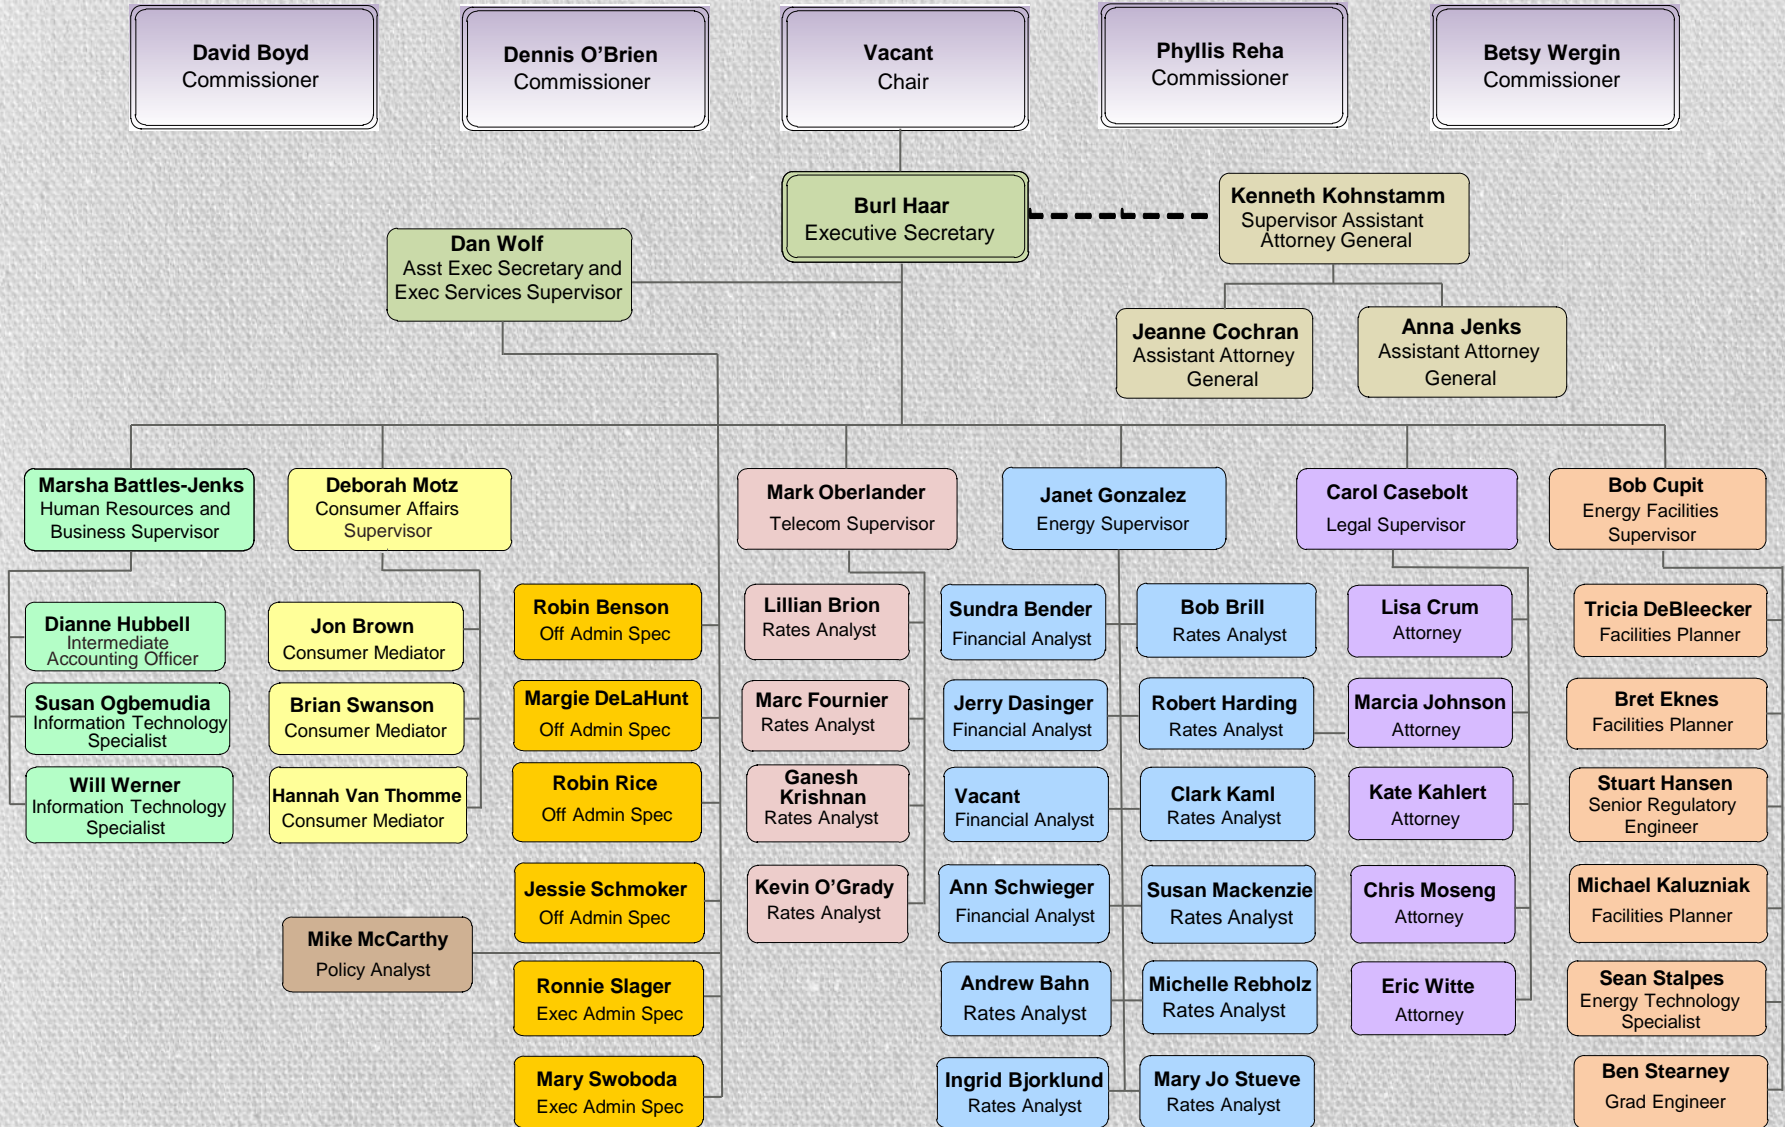 David Boyd
Commissioner
Dennis O’Brien
Commissioner
Vacant
Chair
Phyllis Reha
Commissioner
Betsy Wergin
Commissioner
Burl Haar
Executive Secretary
Kenneth Kohnstamm
Supervisor Assistant
Attorney General
Dan Wolf
Asst Exec Secretary and
Exec Services Supervisor
Jeanne Cochran
Assistant Attorney
General
Anna Jenks
Assistant Attorney
General
Marsha Battles-Jenks
Human Resources and
Business Supervisor
Deborah Motz
Consumer Affairs
Supervisor
Mark Oberlander
Telecom Supervisor
Janet Gonzalez
Energy Supervisor
Carol Casebolt
Legal Supervisor
Bob Cupit
Energy Facilities
Supervisor
Dianne Hubbell
Intermediate
Accounting Officer
Susan Ogbemudia
Information Technology
Specialist
Will Werner
Information Technology
Specialist
Jon Brown
Consumer Mediator
Brian Swanson
Consumer Mediator
Hannah Van Thomme
Consumer Mediator
Mike McCarthy
Policy Analyst
Robin Benson
Off Admin Spec
Margie DeLaHunt
Off Admin Spec
Robin Rice
Off Admin Spec
Jessie Schmoker
Off Admin Spec
Ronnie Slager
Exec Admin Spec
Mary Swoboda
Exec Admin Spec
Lillian Brion
Rates Analyst
Marc Fournier
Rates Analyst
Ganesh
Krishnan
Rates Analyst
Kevin O’Grady
Rates Analyst
Sundra Bender
Financial Analyst
Jerry Dasinger
Financial Analyst
Vacant
Financial Analyst
Ann Schwieger
Financial Analyst
Andrew Bahn
Rates Analyst
Ingrid Bjorklund
Rates Analyst
Bob Brill
Rates Analyst
Robert Harding
Rates Analyst
Clark Kaml
Rates Analyst
Susan Mackenzie
Rates Analyst
Michelle Rebholz
Rates Analyst
Mary Jo Stueve
Rates Analyst
Lisa Crum
Attorney
Marcia Johnson
Attorney
Kate Kahlert
Attorney
Chris Moseng
Attorney
Eric Witte
Attorney
Tricia DeBleecker
Facilities Planner
Bret Eknes
Facilities Planner
Stuart Hansen
Senior Regulatory
Engineer
Michael Kaluzniak
Facilities Planner
Sean Stalpes
Energy Technology
Specialist
Ben Stearney
Grad Engineer